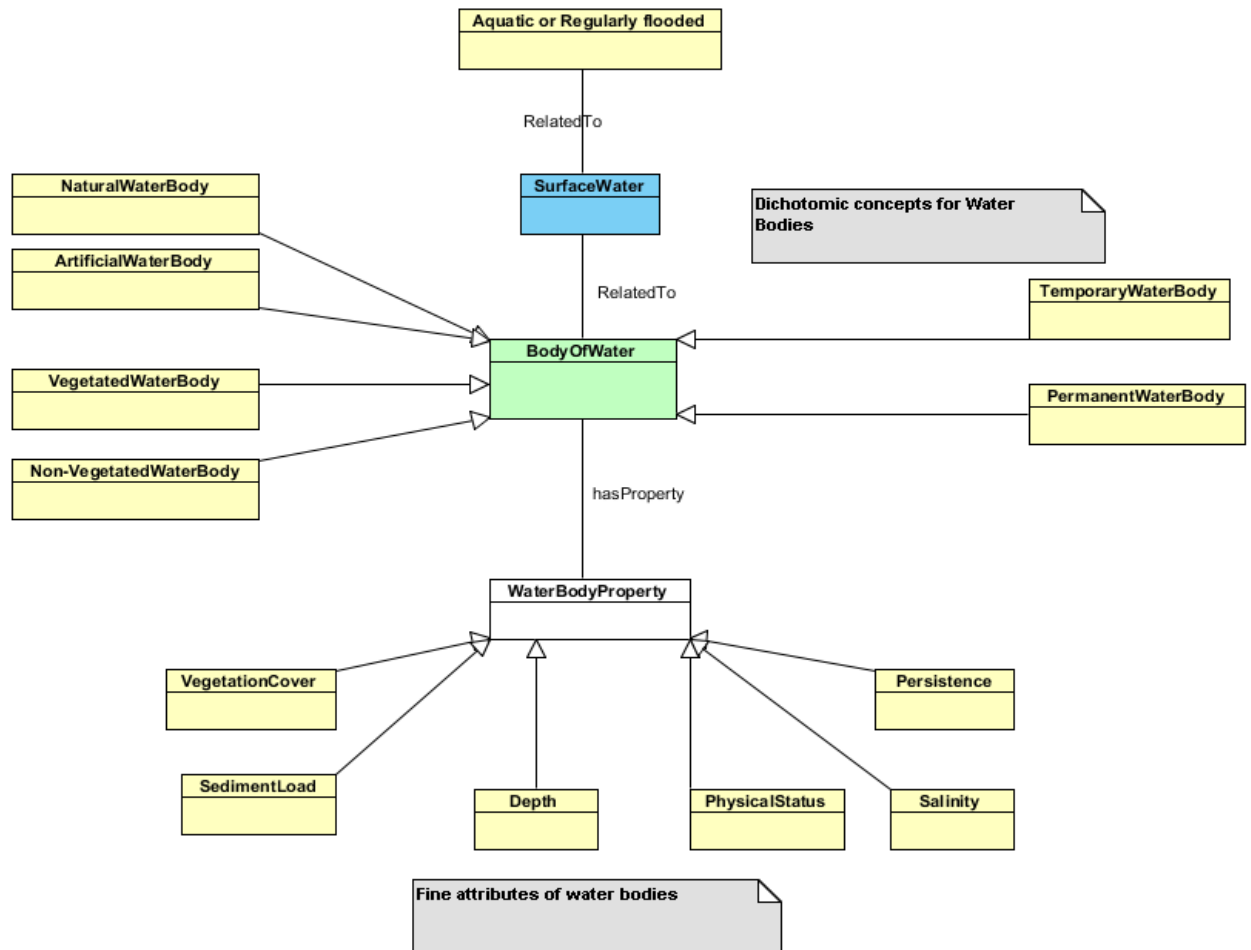 Aquatic or Regularly flooded
RelatedTo
NaturalWaterBody
SurfaceWater
Dichotomic concepts for Water
Bodies
ArtificialWaterBody
RelatedTo
TemporaryWaterBody
BodyOfWater
VegetatedWaterBody
PermanentWaterBody
Non-VegetatedWaterBody
hasProperty
WaterBodyProperty
VegetationCover
Persistence
SedimentLoad
Depth
PhysicalStatus
Salinity
Fine attributes of water bodies